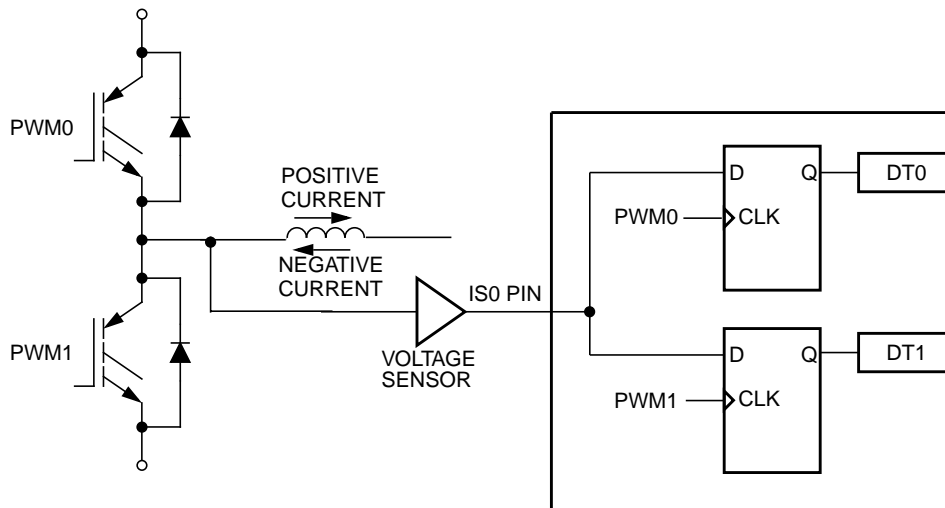 PWM0
POSITIVE
CURRENT
NEGATIVE
CURRENT
PWM1
VOLTAGE
SENSOR
IS0 PIN
D
Q
PWM0
CLK
DT0
D
Q
PWM1
CLK
DT1